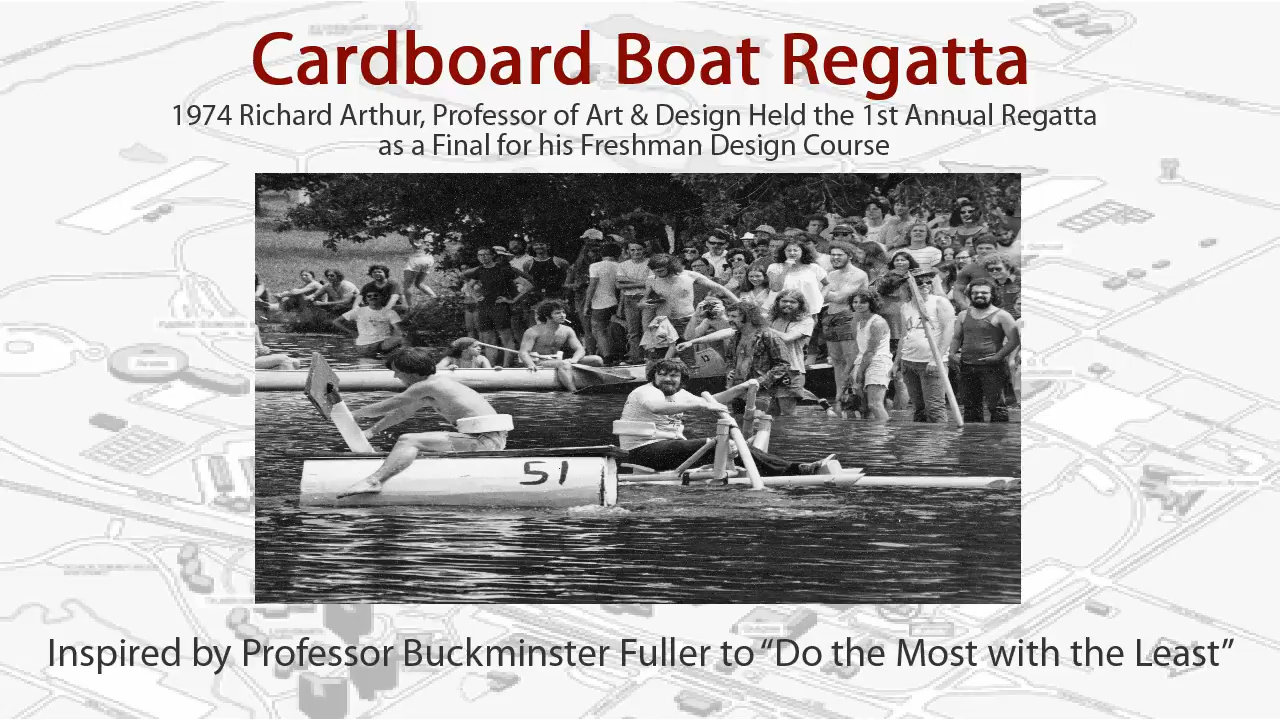 Cardboard Boat Regatta
1974 Richard Arthur, Professor of Art & Design Held the 1st Annual Regatta
as a Final for his Freshman Design Course
51
Inspired by Professor Buckminster Fuller to “Do the Most with the Least”